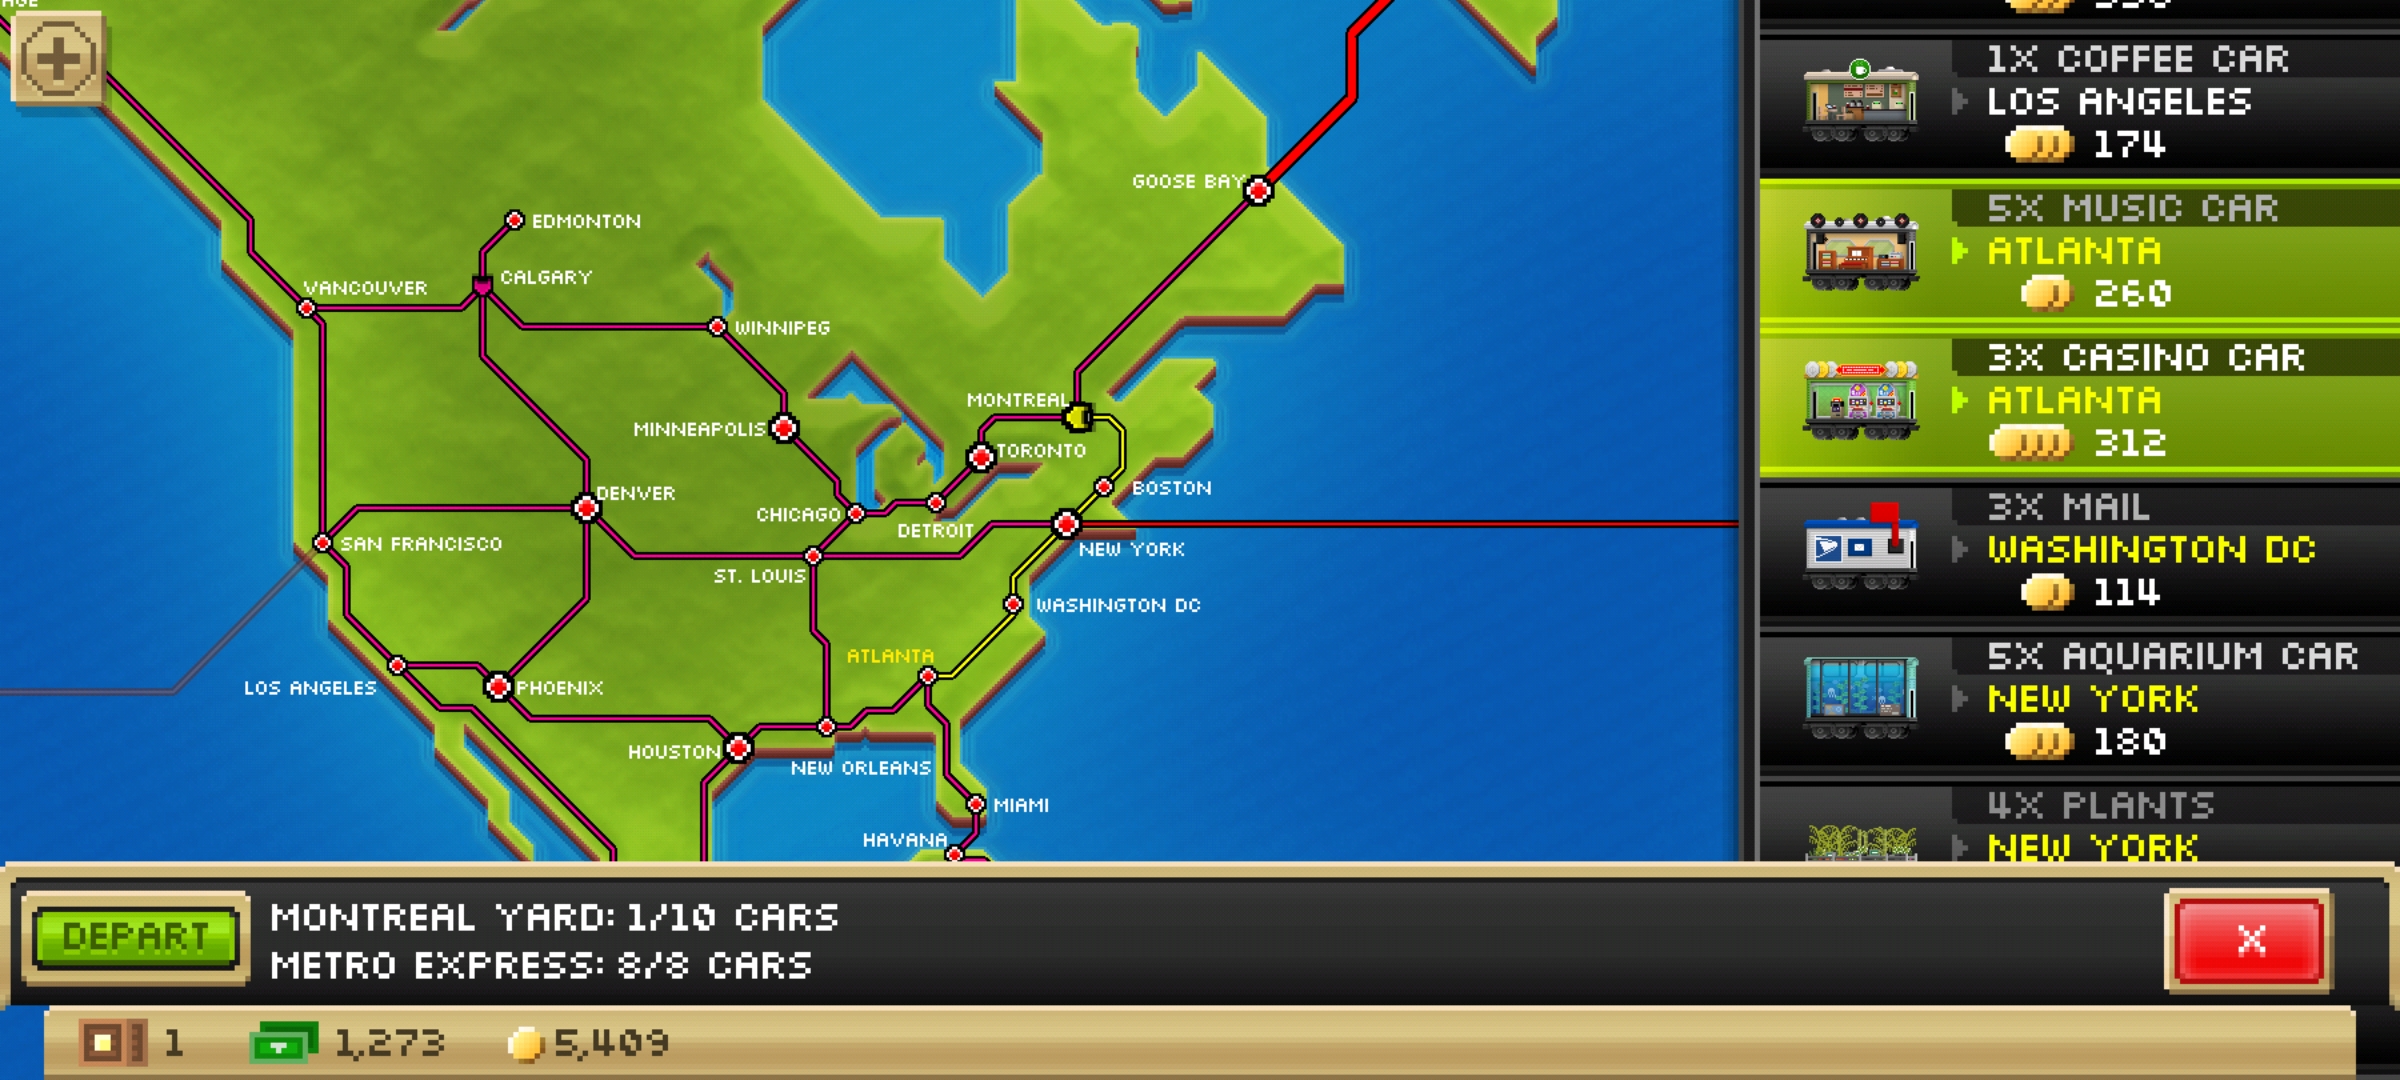 EDMONTON
CALGARY
VANCOUVER
WINNIPEG
GOOSE BAY
MONTREAL
MINNEAPOLIS
TORONTO
BOSTON
DENVER
CHICAGO
DETROIT
SAN FRANCISCO
NEW YORK
ST. LOUIS
WASHINGTON DC
ATLANTA
LOS ANGELES
PHOENIX
HOUSTON
NEW ORLEANS
MIAMI
HAVANA
1X COFFEE CAR
LOS ANGELES
174
5X MUSIC CAR
ATLANTA
260
3X CASINO CAR
ATLANTA
312
3X MAIL
WASHINGTON DC
114
5X AQUARIUM CAR
NEW YORK
180
4X PLANTS
NEW YORK
DEPART
MONTREAL YARD: 1/10 CARS
METRO EXPRESS: 8/8 CARS
X
1
1,273
5,409